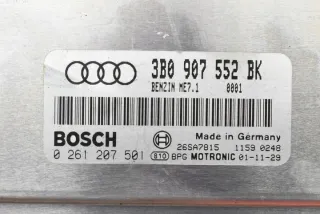 3B0 907 552 BK
BENZIN ME7.1 0001
BOSCH Made in Germany
26SA7815 1159 0248
0 261 207 501 810 BPG MOTRONIC 01-11-29